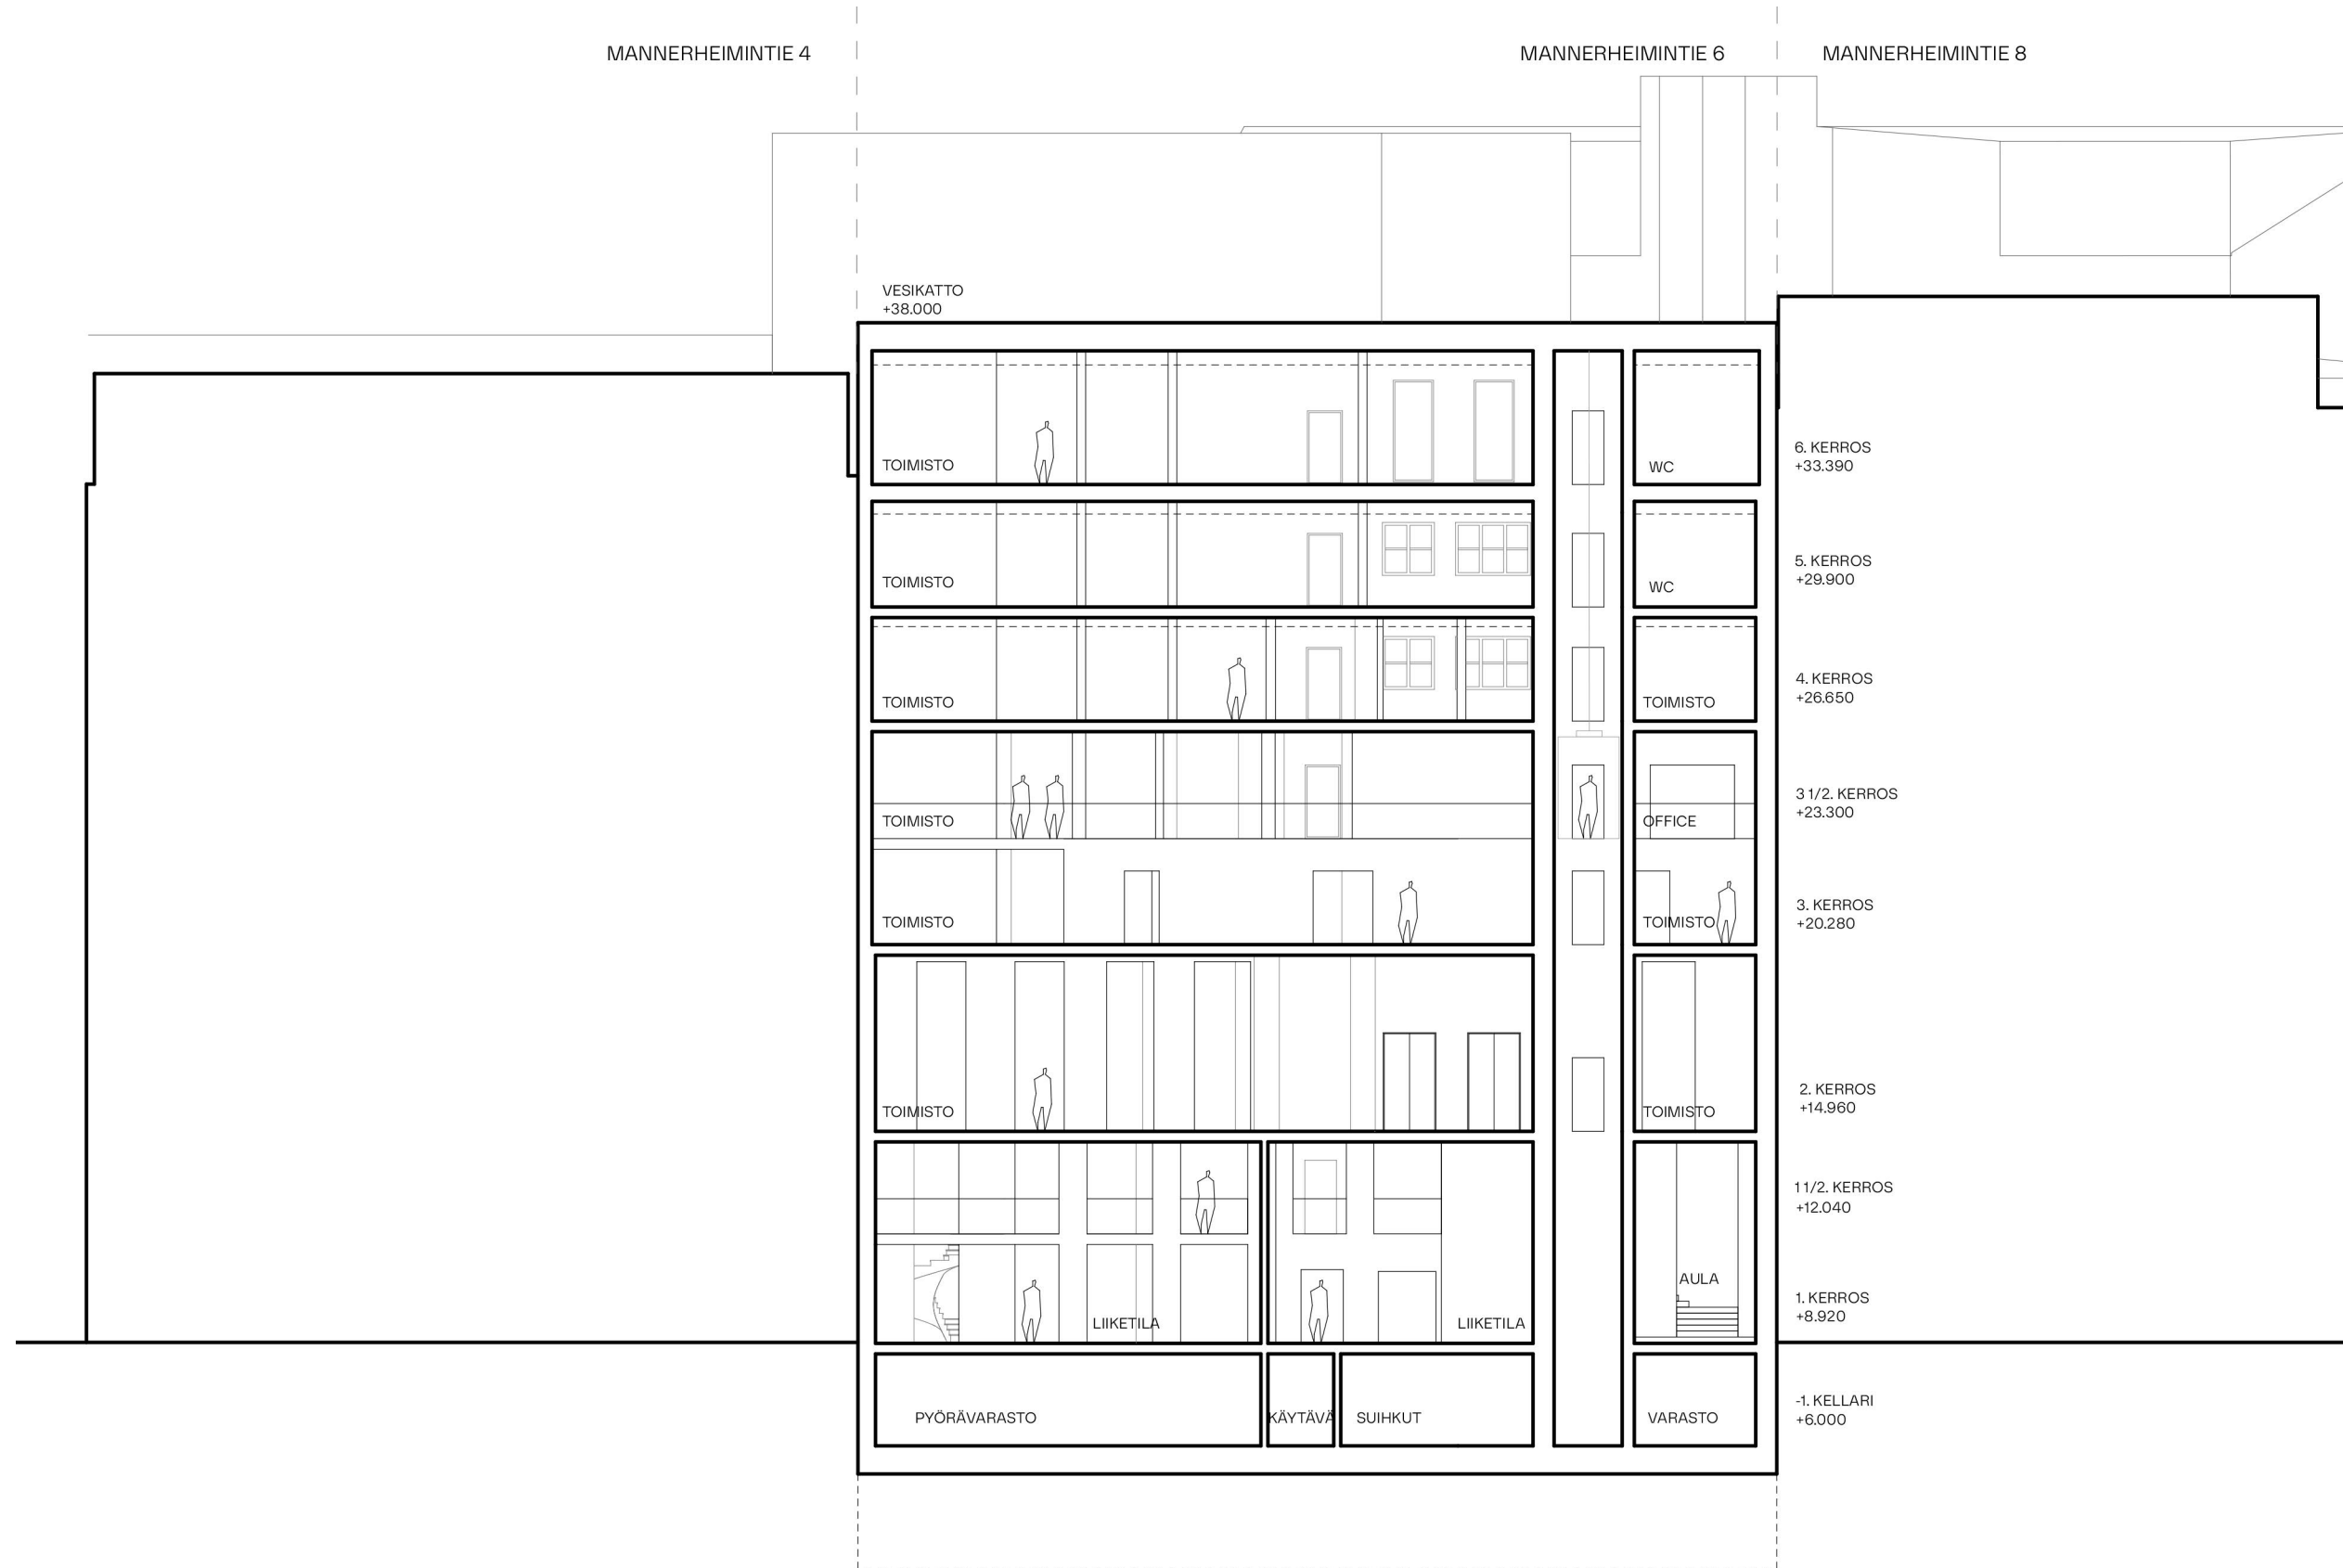 MANNERHEIMINTIE 4
MANNERHEIMINTIE 6
MANNERHEIMINTIE 8
VESIKATTO
+38.000
TOIMISTO
WC
6. KERROS
+33.390
TOIMISTO
WC
5. KERROS
+29.900
TOIMISTO
TOIMISTO
4. KERROS
+26.650
TOIMISTO
OFFICE
3 1/2. KERROS
+23.300
TOIMISTO
TOIMISTO
3. KERROS
+20.280
TOIMISTO
TOIMISTO
2. KERROS
+14.960
1 1/2. KERROS
+12.040
LIIKETILA
LIIKETILA
AULA
1. KERROS
+8.920
PYÖRÄVARASTO
KÄYTÄVÄ
SUIHKUT
VARASTO
-1. KELLARI
+6.000